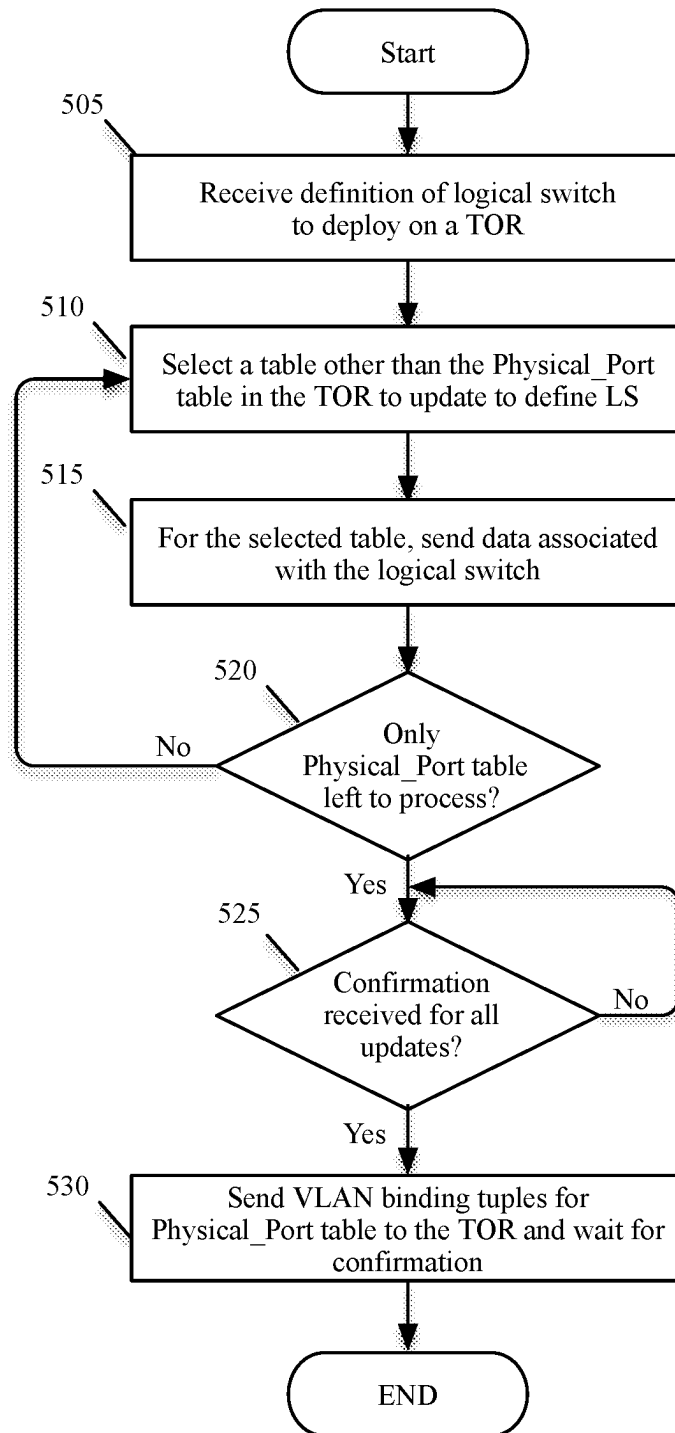 Start
505
Receive definition of logical switch
to deploy on a TOR
510
Select a table other than the Physical_Port
table in the TOR to update to define LS
515
For the selected table, send data associated
with the logical switch
520
Only
Physical_Port table
left to process?
No
Yes
525
Confirmation
received for all
updates?
No
Yes
530
Send VLAN binding tuples for
Physical_Port table to the TOR and wait for
confirmation
END